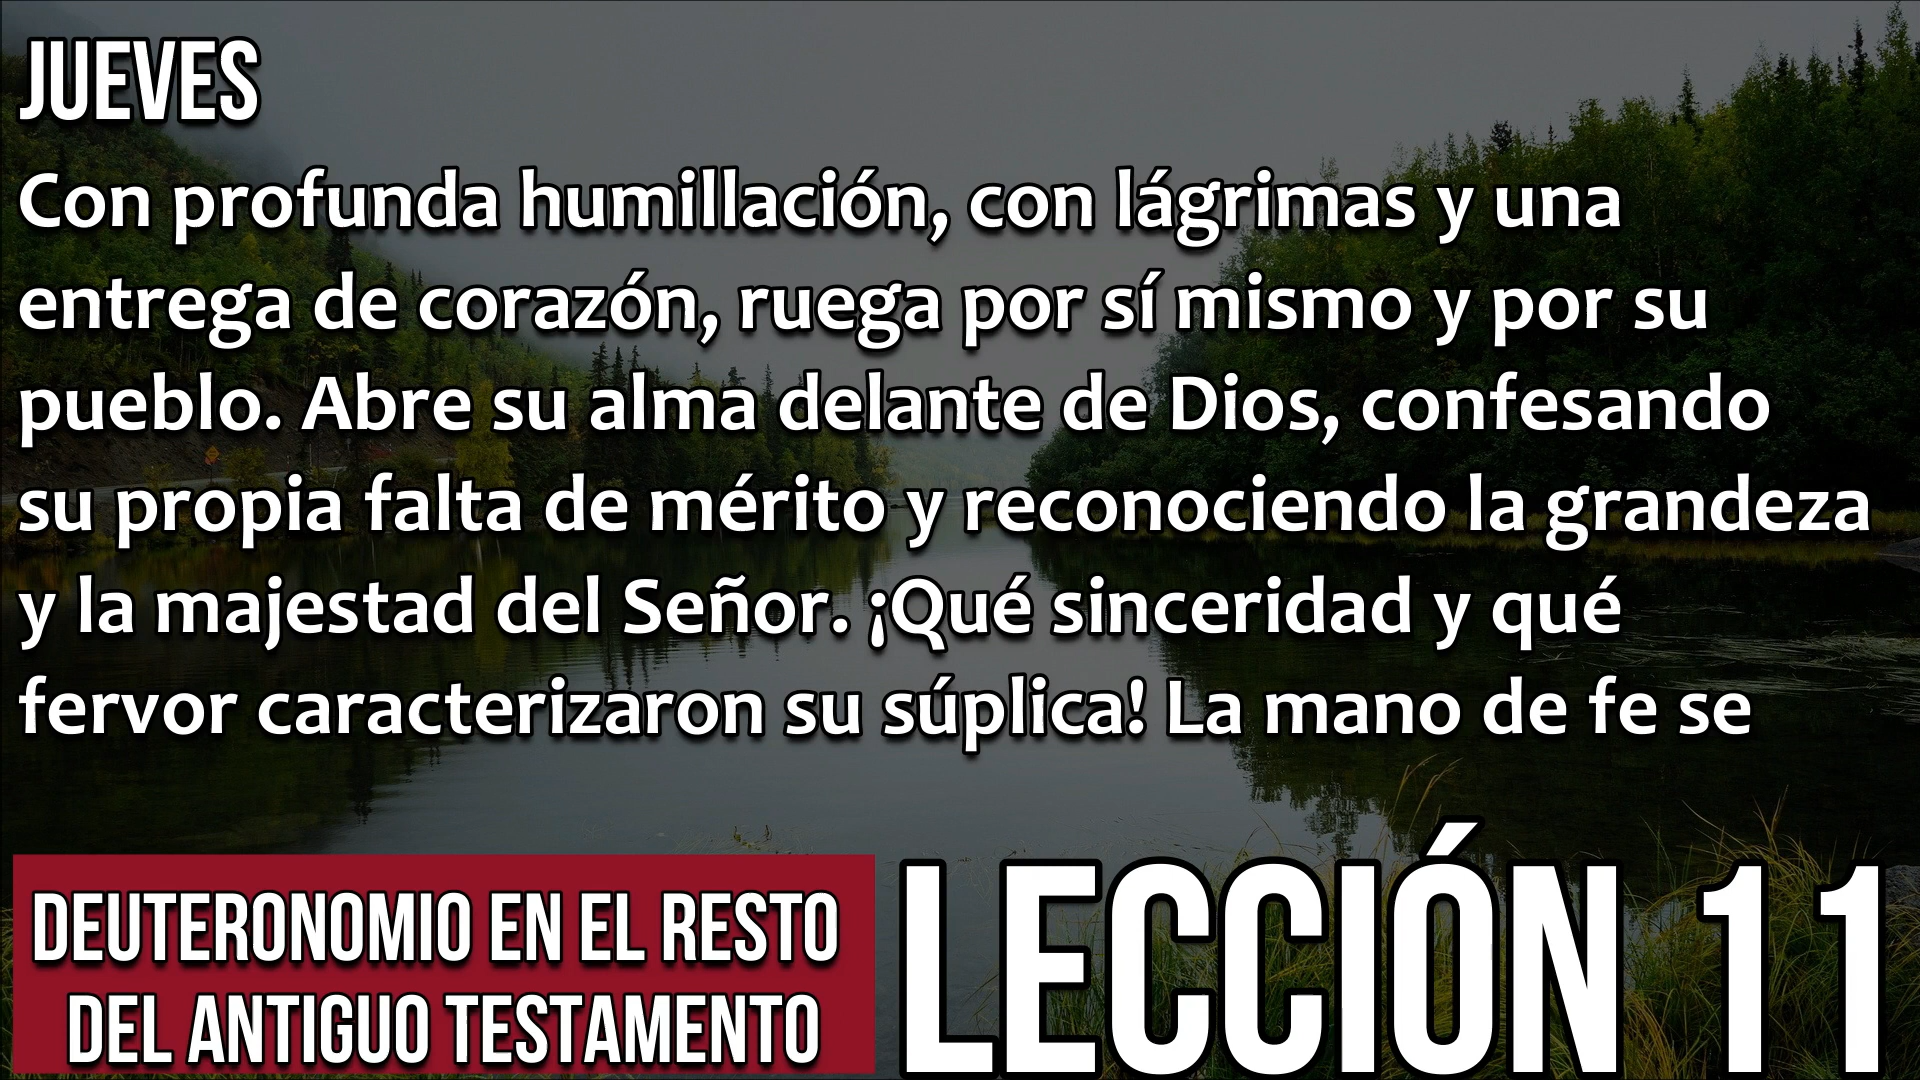 JUEVES
Con profunda humillación, con lágrimas y una
entrega de corazón, ruega por sí mismo y por su
pueblo. Abre su alma delante de Dios, confesando
su propia falta de mérito y reconociendo la grandeza
y la majestad del Señor. ¡Qué sinceridad y qué
fervor caracterizaron su súplica! La mano de fe se
DEUTERONOMIO EN EL RESTO
DEL ANTIGUO TESTAMENTO
LECCIÓN 11